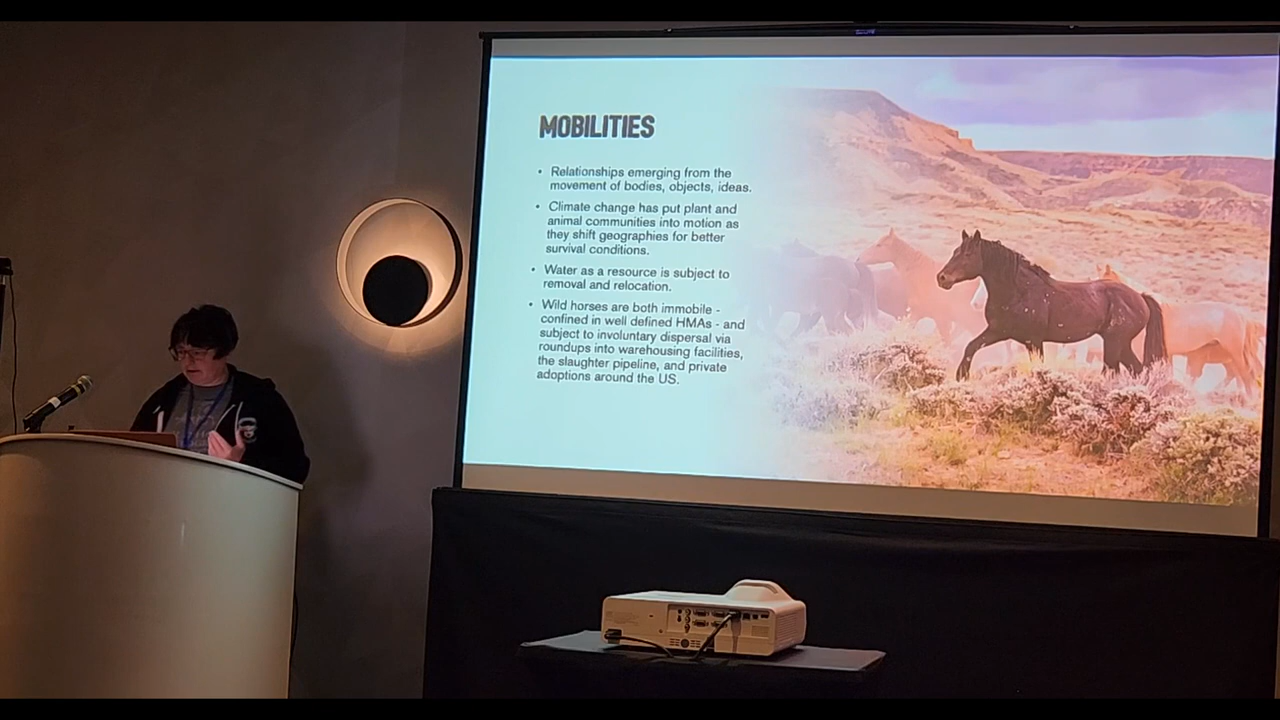 MOBILITIES
• Relationships emerging from the
movement of bodies, objects, ideas.
• Climate change has put plant and
animal communities into motion as
they shift geographies for better
survival conditions.
• Water as a resource is subject to
removal and relocation.
• Wild horses are both immobile -
confined in well defined HMAs - and
subject to involuntary dispersal via
roundups into warehousing facilities,
the slaughter pipeline, and private
adoptions around the US.